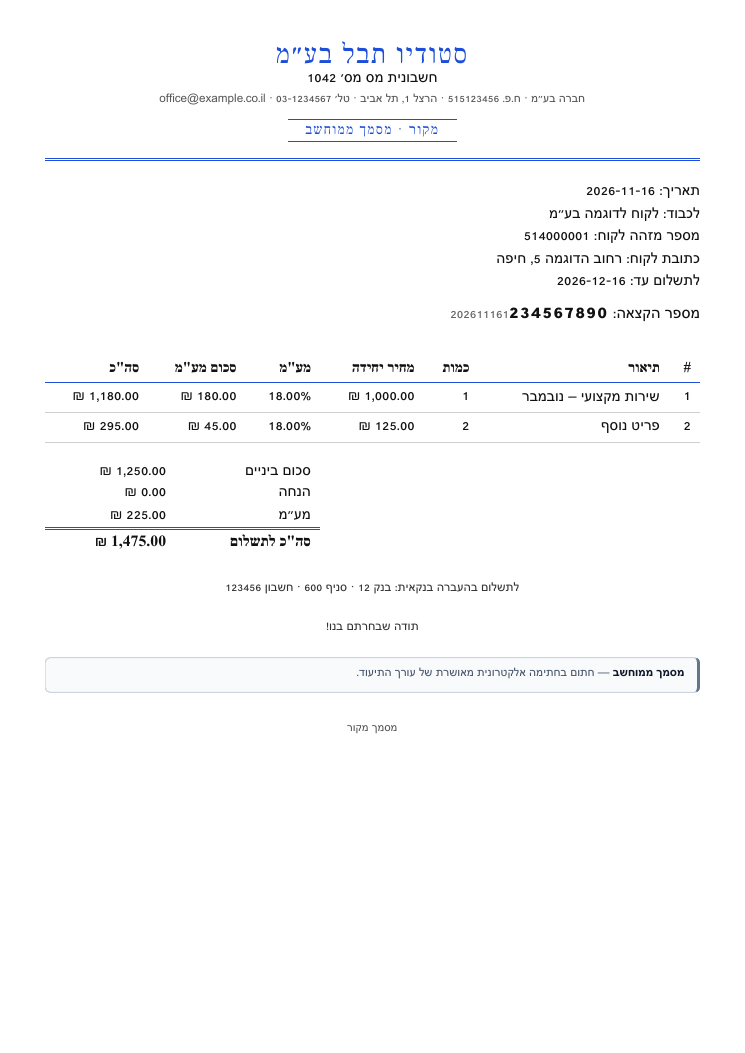 סטודיו תבל בע״מ
חשבונית מס מס׳ 1042
חברה בע״מ · ח.פ. 515123456 · הרצל 1, תל אביב · טל׳ 03-1234567 · office@example.co.il
מקור · מסמך ממוחשב
תאריך: 2026-11-16
לכבוד: לקוח לדוגמה בע״מ
מספר מזהה לקוח: 514000001
כתובת לקוח: רחוב הדוגמה 5, חיפה
לתשלום עד: 2026-12-16
מספר הקצאה: 202611161234567890
# תיאור כמות מחיר יחידה מע״מ סכום מע״מ סה"כ
1 שירות מקצועי – נובמבר 1 1,000.00 ₪ 18.00% 180.00 ₪ 1,180.00 ₪
2 פריט נוסף 2 125.00 ₪ 18.00% 45.00 ₪ 295.00 ₪
סכום ביניים 1,250.00 ₪
הנחה 0.00 ₪
מע״מ 225.00 ₪
סה"כ לתשלום 1,475.00 ₪
לתשלום בהעברה בנקאית: בנק 12 · סניף 600 · חשבון 123456
תודה שבחרתם בנו!
מסמך ממוחשב — חתום בחתימה אלקטרונית מאושרת של עורך התיעוד.
מסמך מקור